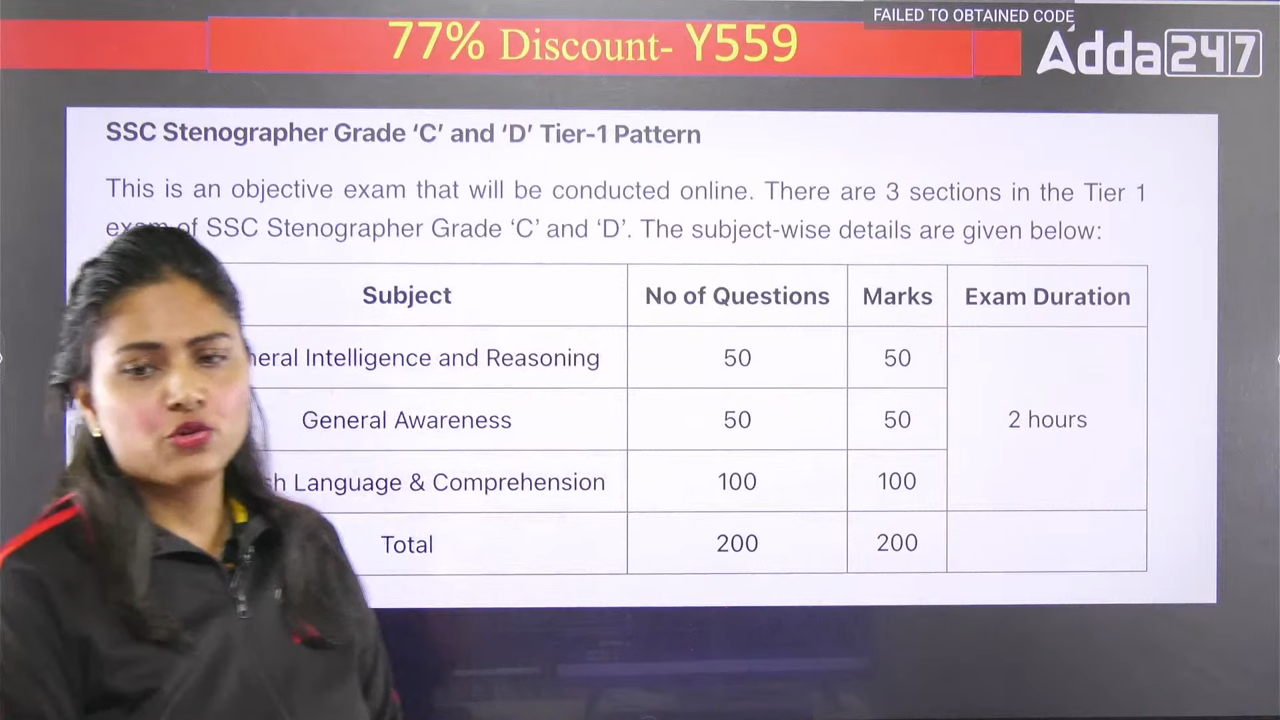 FAILED TO OBTAINED CODE
77% Discount- Y559
Adda247
SSC Stenographer Grade ‘C’ and ‘D’ Tier-1 Pattern
This is an objective exam that will be conducted online. There are 3 sections in the Tier 1
exam of SSC Stenographer Grade ‘C’ and ‘D’. The subject-wise details are given below:
Subject No of Questions Marks Exam Duration
Intelligence and Reasoning 50 50
General Awareness 50 50 2 hours
Language & Comprehension 100 100
Total 200 200